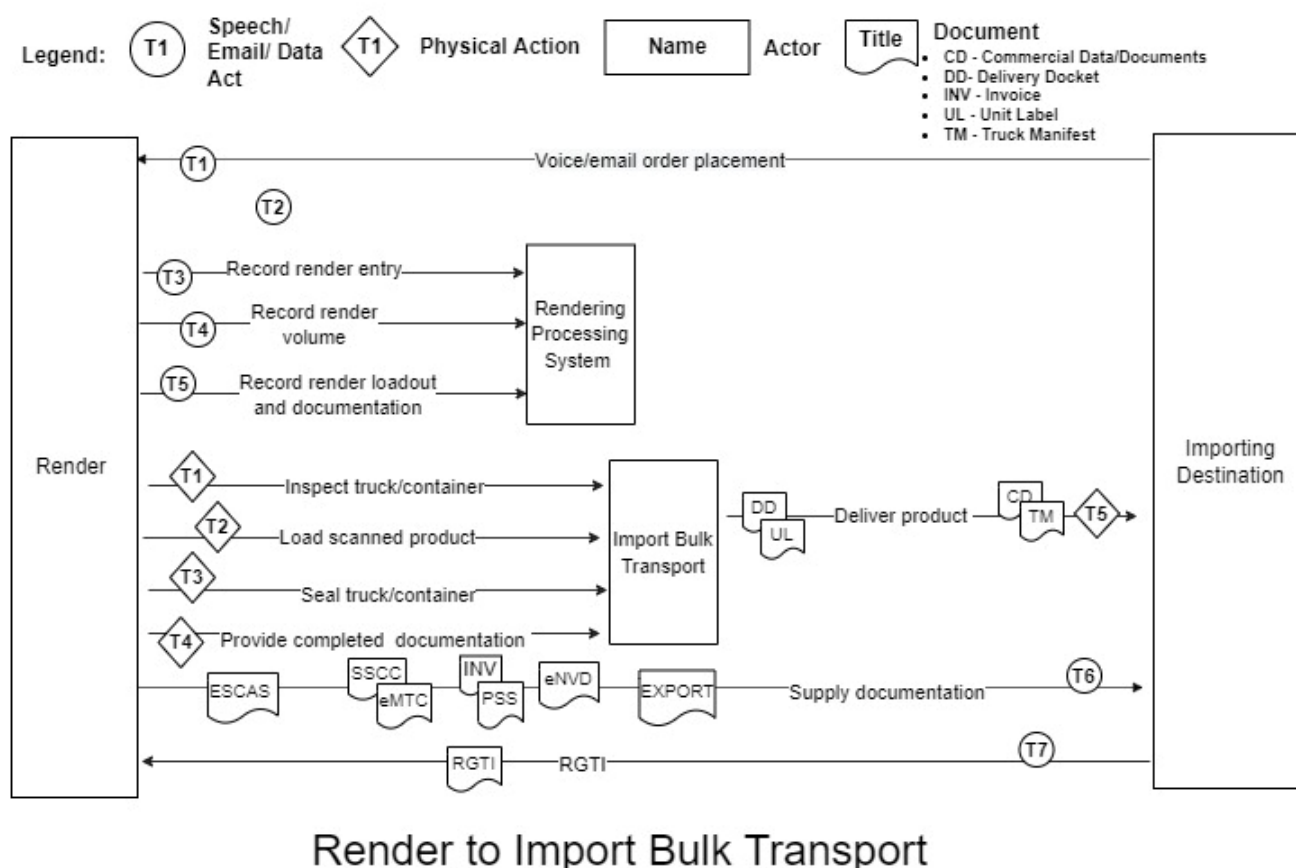 Legend:
T1
Speech/
Email/ Data
Act
T1
Physical Action
Name
Actor
Title
Document
• CD - Commercial Data/Documents
• DD- Delivery Docket
• INV - Invoice
• UL - Unit Label
• TM - Truck Manifest
T1
Voice/email order placement
T2
T3
Record render entry
T4
Record render
volume
T5
Record render loadout
and documentation
Rendering
Processing
System
Render
Importing
Destination
T1
Inspect truck/container
T2
Load scanned product
T3
Seal truck/container
T4
Provide completed documentation
Import Bulk
Transport
DD
UL
Deliver product
CD
TM
T5
ESCAS
SSCC
eMTC
INV
PSS
eNVD
EXPORT
Supply documentation
T6
RGTI
RGTI
T7
Render to Import Bulk Transport